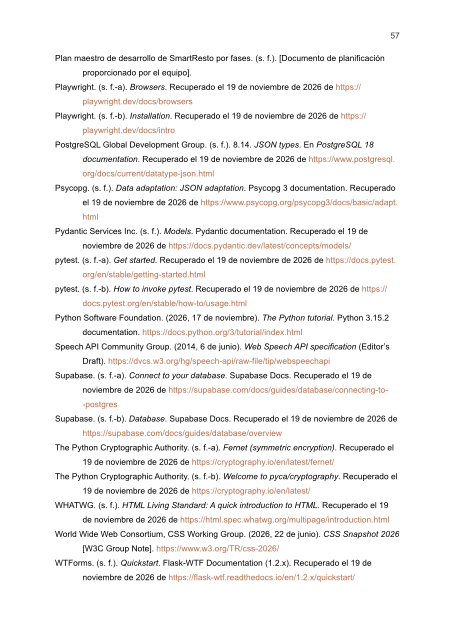 57
Plan maestro de desarrollo de SmartResto por fases. (s. f.). [Documento de planificación
proporcionado por el equipo].
Playwright. (s. f.-a). Browsers. Recuperado el 19 de noviembre de 2026 de https://
playwright.dev/docs/browsers
Playwright. (s. f.-b). Installation. Recuperado el 19 de noviembre de 2026 de https://
playwright.dev/docs/intro
PostgreSQL Global Development Group. (s. f.). 8.14. JSON types. En PostgreSQL 18
documentation. Recuperado el 19 de noviembre de 2026 de https://www.postgresql.
org/docs/current/datatype-json.html
Psycopg. (s. f.). Data adaptation: JSON adaptation. Psycopg 3 documentation. Recuperado
el 19 de noviembre de 2026 de https://www.psycopg.org/psycopg3/docs/basic/adapt.
html
Pydantic Services Inc. (s. f.). Models. Pydantic documentation. Recuperado el 19 de
noviembre de 2026 de https://docs.pydantic.dev/latest/concepts/models/
pytest. (s. f.-a). Get started. Recuperado el 19 de noviembre de 2026 de https://docs.pytest.
org/en/stable/getting-started.html
pytest. (s. f.-b). How to invoke pytest. Recuperado el 19 de noviembre de 2026 de https://
docs.pytest.org/en/stable/how-to/usage.html
Python Software Foundation. (2026, 17 de noviembre). The Python tutorial. Python 3.15.2
documentation. https://docs.python.org/3/tutorial/index.html
Speech API Community Group. (2014, 6 de junio). Web Speech API specification (Editor's
Draft). https://dvcs.w3.org/hg/speech-api/raw-file/tip/webspeechapi
Supabase. (s. f.-a). Connect to your database. Supabase Docs. Recuperado el 19 de
noviembre de 2026 de https://supabase.com/docs/guides/database/connecting-to-
-postgres
Supabase. (s. f.-b). Database. Supabase Docs. Recuperado el 19 de noviembre de 2026 de
https://supabase.com/docs/guides/database/overview
The Python Cryptographic Authority. (s. f.-a). Fernet (symmetric encryption). Recuperado el
19 de noviembre de 2026 de https://cryptography.io/en/latest/fernet/
The Python Cryptographic Authority. (s. f.-b). Welcome to pyca/cryptography. Recuperado el
19 de noviembre de 2026 de https://cryptography.io/en/latest/
WHATWG. (s. f.). HTML Living Standard: A quick introduction to HTML. Recuperado el 19
de noviembre de 2026 de https://html.spec.whatwg.org/multipage/introduction.html
World Wide Web Consortium, CSS Working Group. (2026, 22 de junio). CSS Snapshot 2026
[W3C Group Note]. https://www.w3.org/TR/css-2026/
WTForms. (s. f.). Quickstart. Flask-WTF Documentation (1.2.x). Recuperado el 19 de
noviembre de 2026 de https://flask-wtf.readthedocs.io/en/1.2.x/quickstart/